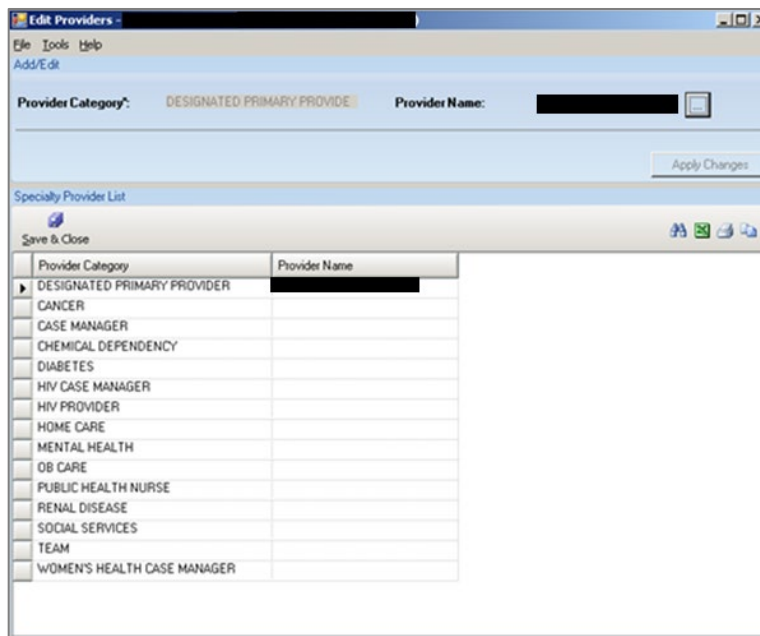 Edit Providers - )
File Tools Help
Add/Edit
Provider Category*: DESIGNATED PRIMARY PROVIDE Provider Name: ...
Apply Changes
Specialty Provider List
Save & Close
Provider Category Provider Name
DESIGNATED PRIMARY PROVIDER
CANCER
CASE MANAGER
CHEMICAL DEPENDENCY
DIABETES
HIV CASE MANAGER
HIV PROVIDER
HOME CARE
MENTAL HEALTH
OB CARE
PUBLIC HEALTH NURSE
RENAL DISEASE
SOCIAL SERVICES
TEAM
WOMEN'S HEALTH CASE MANAGER